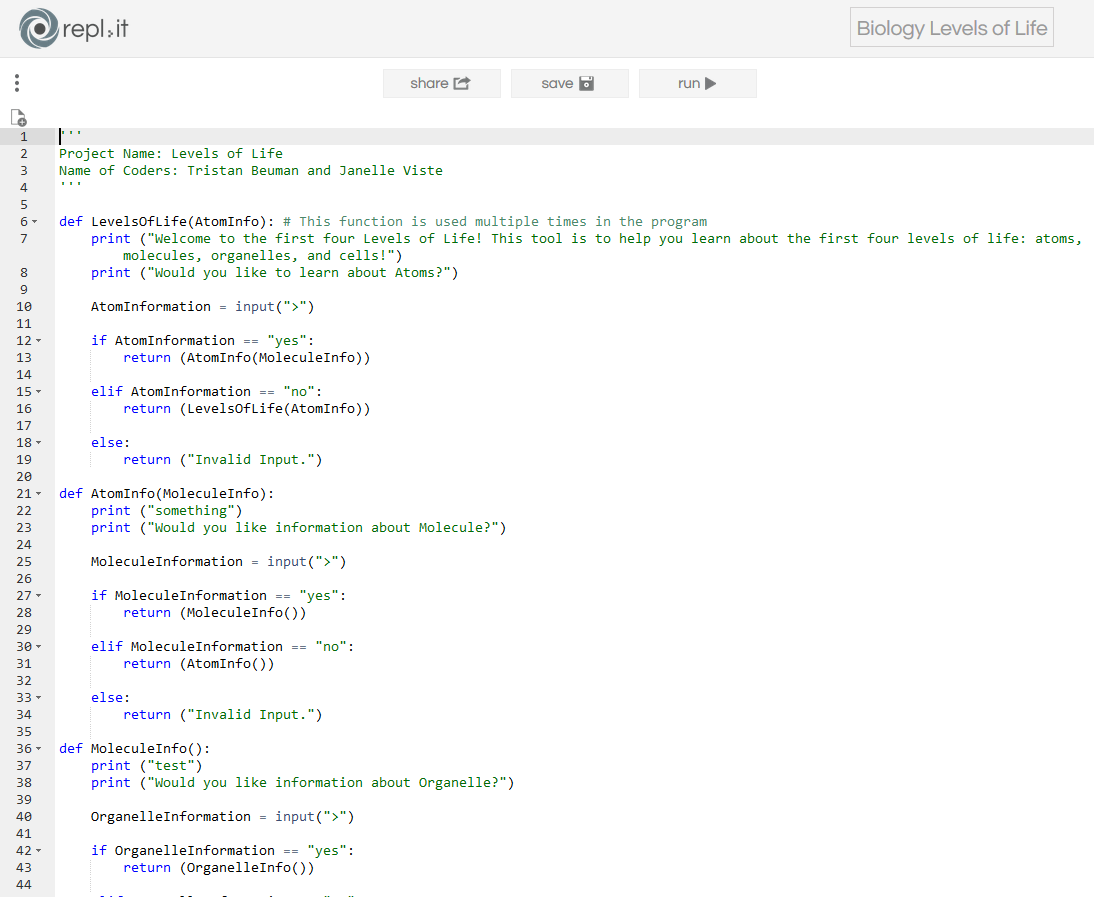 repl.it
Biology Levels of Life
share
save
run
1 '''
2 Project Name: Levels of Life
3 Name of Coders: Tristan Beuman and Janelle Viste
4 '''
5
6 def LevelsOfLife(AtomInfo): # This function is used multiple times in the program
7 print ("Welcome to the first four Levels of Life! This tool is to help you learn about the first four levels of life: atoms,
molecules, organelles, and cells!")
8 print ("Would you like to learn about Atoms?")
9
10 AtomInformation = input(">")
11
12 if AtomInformation == "yes":
13 return (AtomInfo(MoleculeInfo))
14
15 elif AtomInformation == "no":
16 return (LevelsOfLife(AtomInfo))
17
18 else:
19 return ("Invalid Input.")
20
21 def AtomInfo(MoleculeInfo):
22 print ("something")
23 print ("Would you like information about Molecule?")
24
25 MoleculeInformation = input(">")
26
27 if MoleculeInformation == "yes":
28 return (MoleculeInfo())
29
30 elif MoleculeInformation == "no":
31 return (AtomInfo())
32
33 else:
34 return ("Invalid Input.")
35
36 def MoleculeInfo():
37 print ("test")
38 print ("Would you like information about Organelle?")
39
40 OrganelleInformation = input(">")
41
42 if OrganelleInformation == "yes":
43 return (OrganelleInfo())
44